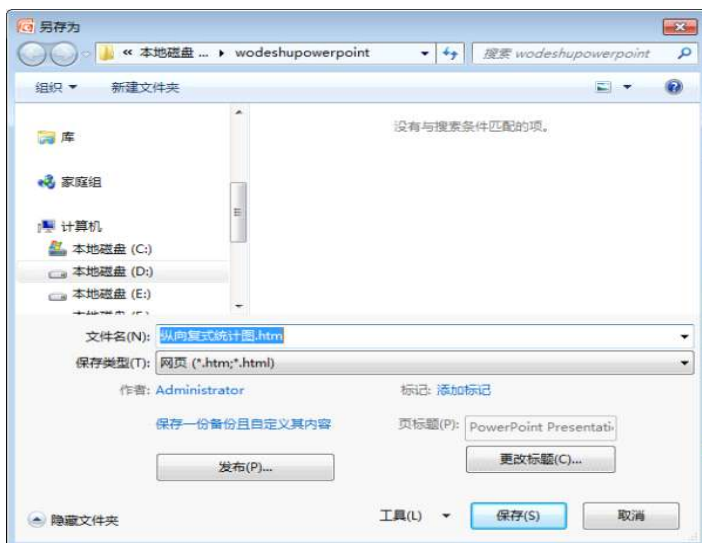 另存为
« 本地磁盘 ... ▸ wodeshupowerpoint
搜索 wodeshupowerpoint
组织 新建文件夹
没有与搜索条件匹配的项。
库
家庭组
计算机
本地磁盘 (C:)
本地磁盘 (D:)
本地磁盘 (E:)
文件名(N): 纵向复式统计图.htm
保存类型(T): 网页 (*.htm;*.html)
作者: Administrator 标记: 添加标记
保存一份备份且自定义其内容 页标题(P): PowerPoint Presentati
发布(P)... 更改标题(C)...
隐藏文件夹 工具(L) 保存(S) 取消